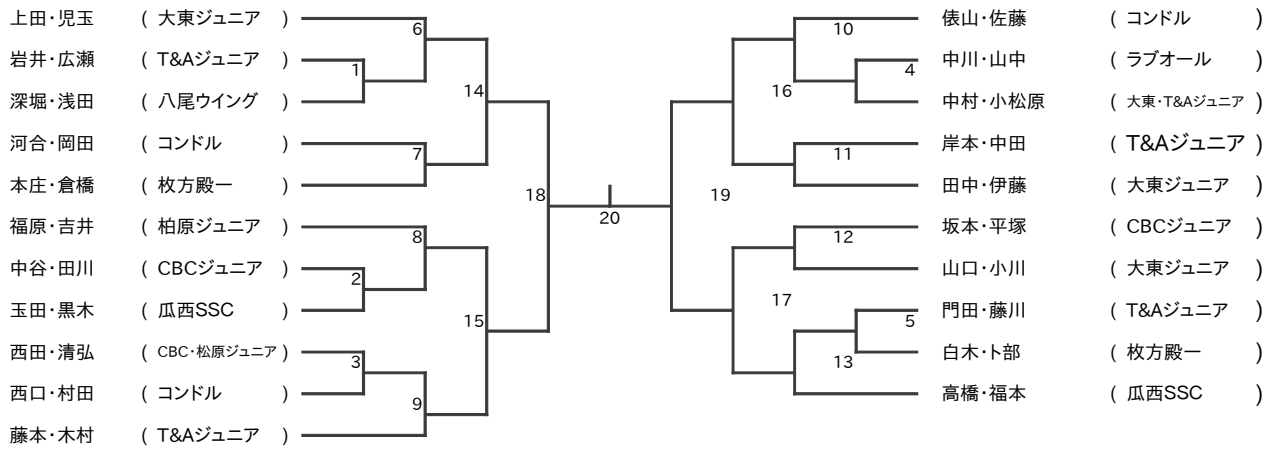 上田・児玉 ( 大東ジュニア )
岩井・広瀬 ( T&Aジュニア )
深堀・浅田 ( 八尾ウイング )
河合・岡田 ( コンドル )
本庄・倉橋 ( 枚方殿一 )
福原・吉井 ( 柏原ジュニア )
中谷・田川 ( CBCジュニア )
玉田・黒木 ( 瓜西SSC )
西田・清弘 ( CBC・松原ジュニア )
西口・村田 ( コンドル )
藤本・木村 ( T&Aジュニア )
6
1
14
7
18
8
2
15
3
9
20
10
4
16
11
19
12
17
5
13
俵山・佐藤 ( コンドル )
中川・山中 ( ラブオール )
中村・小松原 ( 大東・T&Aジュニア )
岸本・中田 ( T&Aジュニア )
田中・伊藤 ( 大東ジュニア )
坂本・平塚 ( CBCジュニア )
山口・小川 ( 大東ジュニア )
門田・藤川 ( T&Aジュニア )
白木・卜部 ( 枚方殿一 )
高橋・福本 ( 瓜西SSC )